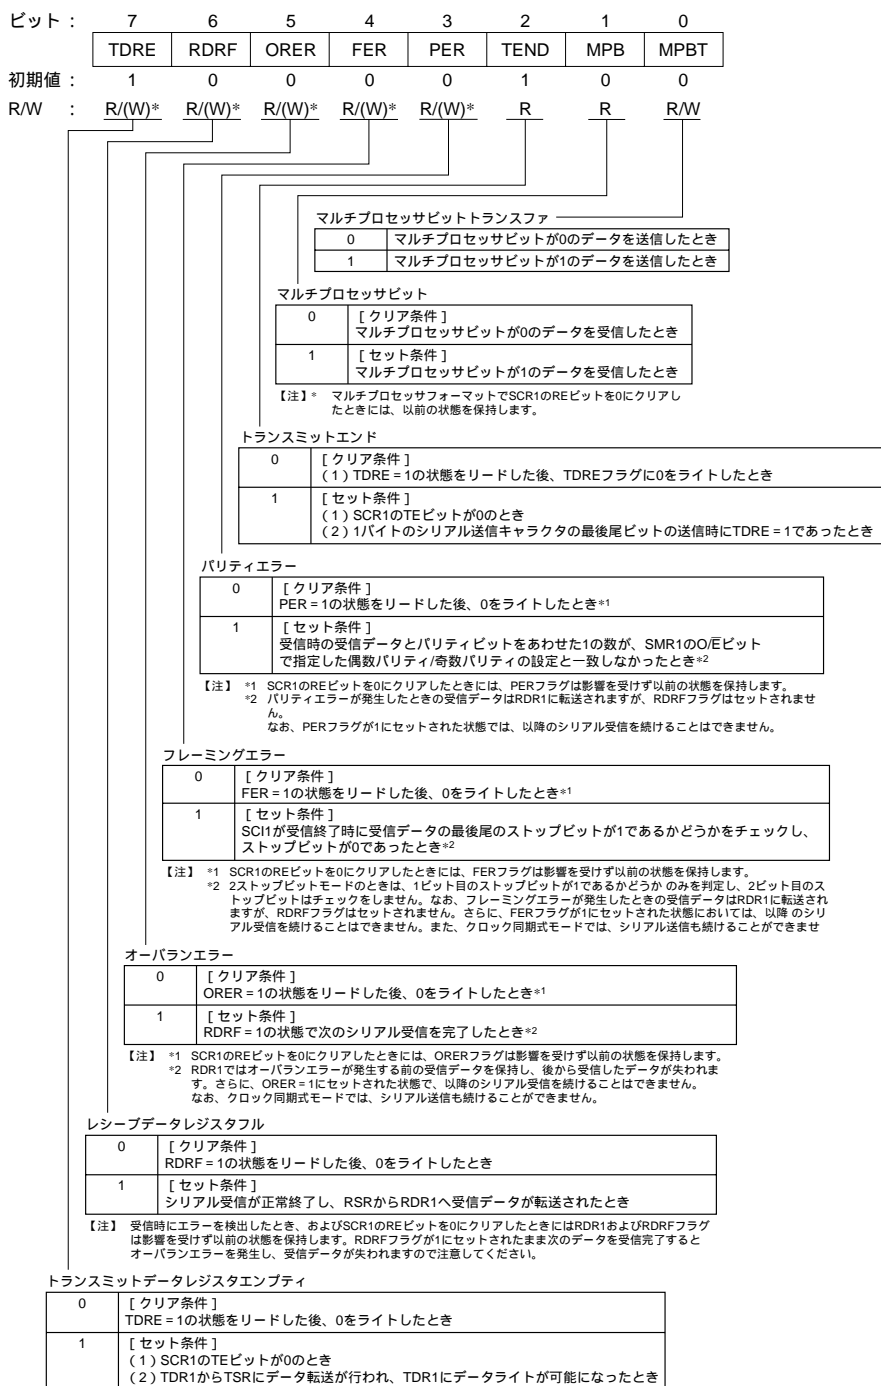 ビット： 7 6 5 4 3 2 1 0
TDRE RDRF ORER FER PER TEND MPB MPBT
初期値： 1 0 0 0 0 1 0 0
R/W ： R/(W)* R/(W)* R/(W)* R/(W)* R/(W)* R R R/W
マルチプロセッサビットトランスファ
0 マルチプロセッサビットが0のデータを送信したとき
1 マルチプロセッサビットが1のデータを送信したとき
マルチプロセッサビット
0 ［クリア条件］
マルチプロセッサビットが0のデータを受信したとき
1 ［セット条件］
マルチプロセッサビットが1のデータを受信したとき
【注】* マルチプロセッサフォーマットでSCR1のREビットを0にクリアし
たときには、以前の状態を保持します。
トランスミットエンド
0 ［クリア条件］
（1）TDRE = 1の状態をリードした後、TDREフラグに0をライトしたとき
1 ［セット条件］
（1）SCR1のTEビットが0のとき
（2）1バイトのシリアル送信キャラクタの最後尾ビットの送信時にTDRE = 1であったとき
パリティエラー
0 ［クリア条件］
PER = 1の状態をリードした後、0をライトしたとき*1
1 ［セット条件］
受信時の受信データとパリティビットをあわせた1の数が、SMR1のO/E̅ビット
で指定した偶数パリティ/奇数パリティの設定と一致しなかったとき*2
【注】 *1 SCR1のREビットを0にクリアしたときには、PERフラグは影響を受けず以前の状態を保持します。
*2 パリティエラーが発生したときの受信データはRDR1に転送されますが、RDRFフラグはセットされませ
ん。
なお、PERフラグが1にセットされた状態では、以降のシリアル受信を続けることはできません。
フレーミングエラー
0 ［クリア条件］
FER = 1の状態をリードした後、0をライトしたとき*1
1 ［セット条件］
SCI1が受信終了時に受信データの最後尾のストップビットが1であるかどうかをチェックし、
ストップビットが0であったとき*2
【注】 *1 SCR1のREビットを0にクリアしたときには、FERフラグは影響を受けず以前の状態を保持します。
*2 2ストップビットモードのときは、1ビット目のストップビットが1であるかどうか のみを判定し、2ビット目のス
トップビットはチェックをしません。なお、フレーミングエラーが発生したときの受信データはRDR1に転送され
ますが、RDRFフラグはセットされません。さらに、FERフラグが1にセットされた状態においては、以降 のシリ
アル受信を続けることはできません。また、クロック同期式モードでは、シリアル送信も続けることができませ
オーバランエラー
0 ［クリア条件］
ORER = 1の状態をリードした後、0をライトしたとき*1
1 ［セット条件］
RDRF = 1の状態で次のシリアル受信を完了したとき*2
【注】 *1 SCR1のREビットを0にクリアしたときには、ORERフラグは影響を受けず以前の状態を保持します。
*2 RDR1ではオーバランエラーが発生する前の受信データを保持し、後から受信したデータが失われま
す。さらに、ORER = 1にセットされた状態で、以降のシリアル受信を続けることはできません。
なお、クロック同期式モードでは、シリアル送信も続けることができません。
レシーブデータレジスタフル
0 ［クリア条件］
RDRF = 1の状態をリードした後、0をライトしたとき
1 ［セット条件］
シリアル受信が正常終了し、RSRからRDR1へ受信データが転送されたとき
【注】 受信時にエラーを検出したとき、およびSCR1のREビットを0にクリアしたときにはRDR1およびRDRFフラグ
は影響を受けず以前の状態を保持します。RDRFフラグが1にセットされたまま次のデータを受信完了すると
オーバランエラーを発生し、受信データが失われますので注意してください。
トランスミットデータレジスタエンプティ
0 ［クリア条件］
TDRE = 1の状態をリードした後、0をライトしたとき
1 ［セット条件］
（1）SCR1のTEビットが0のとき
（2）TDR1からTSRにデータ転送が行われ、TDR1にデータライトが可能になったとき